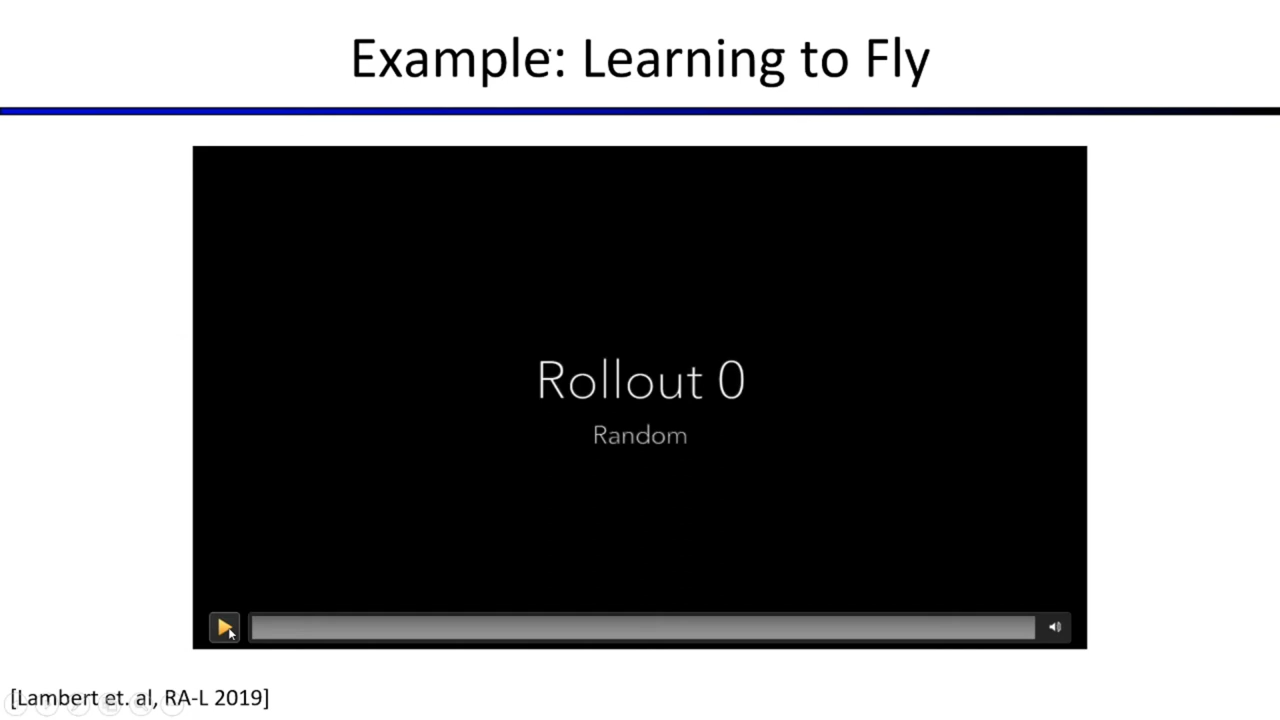 Example: Learning to Fly
Rollout 0
Random
[Lambert et. al, RA-L 2019]